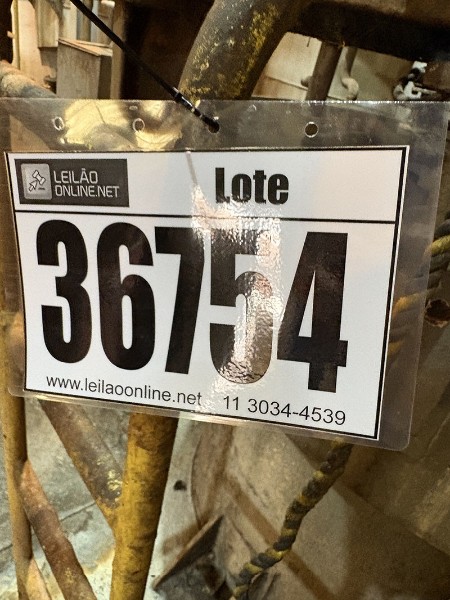 LEILÃO
ONLINE.NET
Lote
36754
www.leilaoonline.net 11 3034-4539